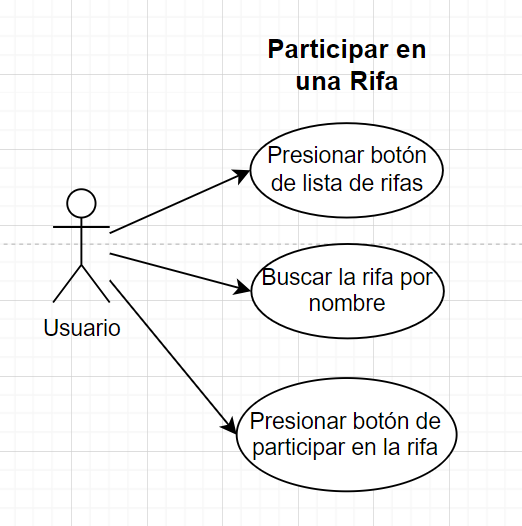 Participar en
una Rifa
Presionar botón
de lista de rifas
Buscar la rifa por
nombre
Usuario
Presionar botón de
participar en la rifa